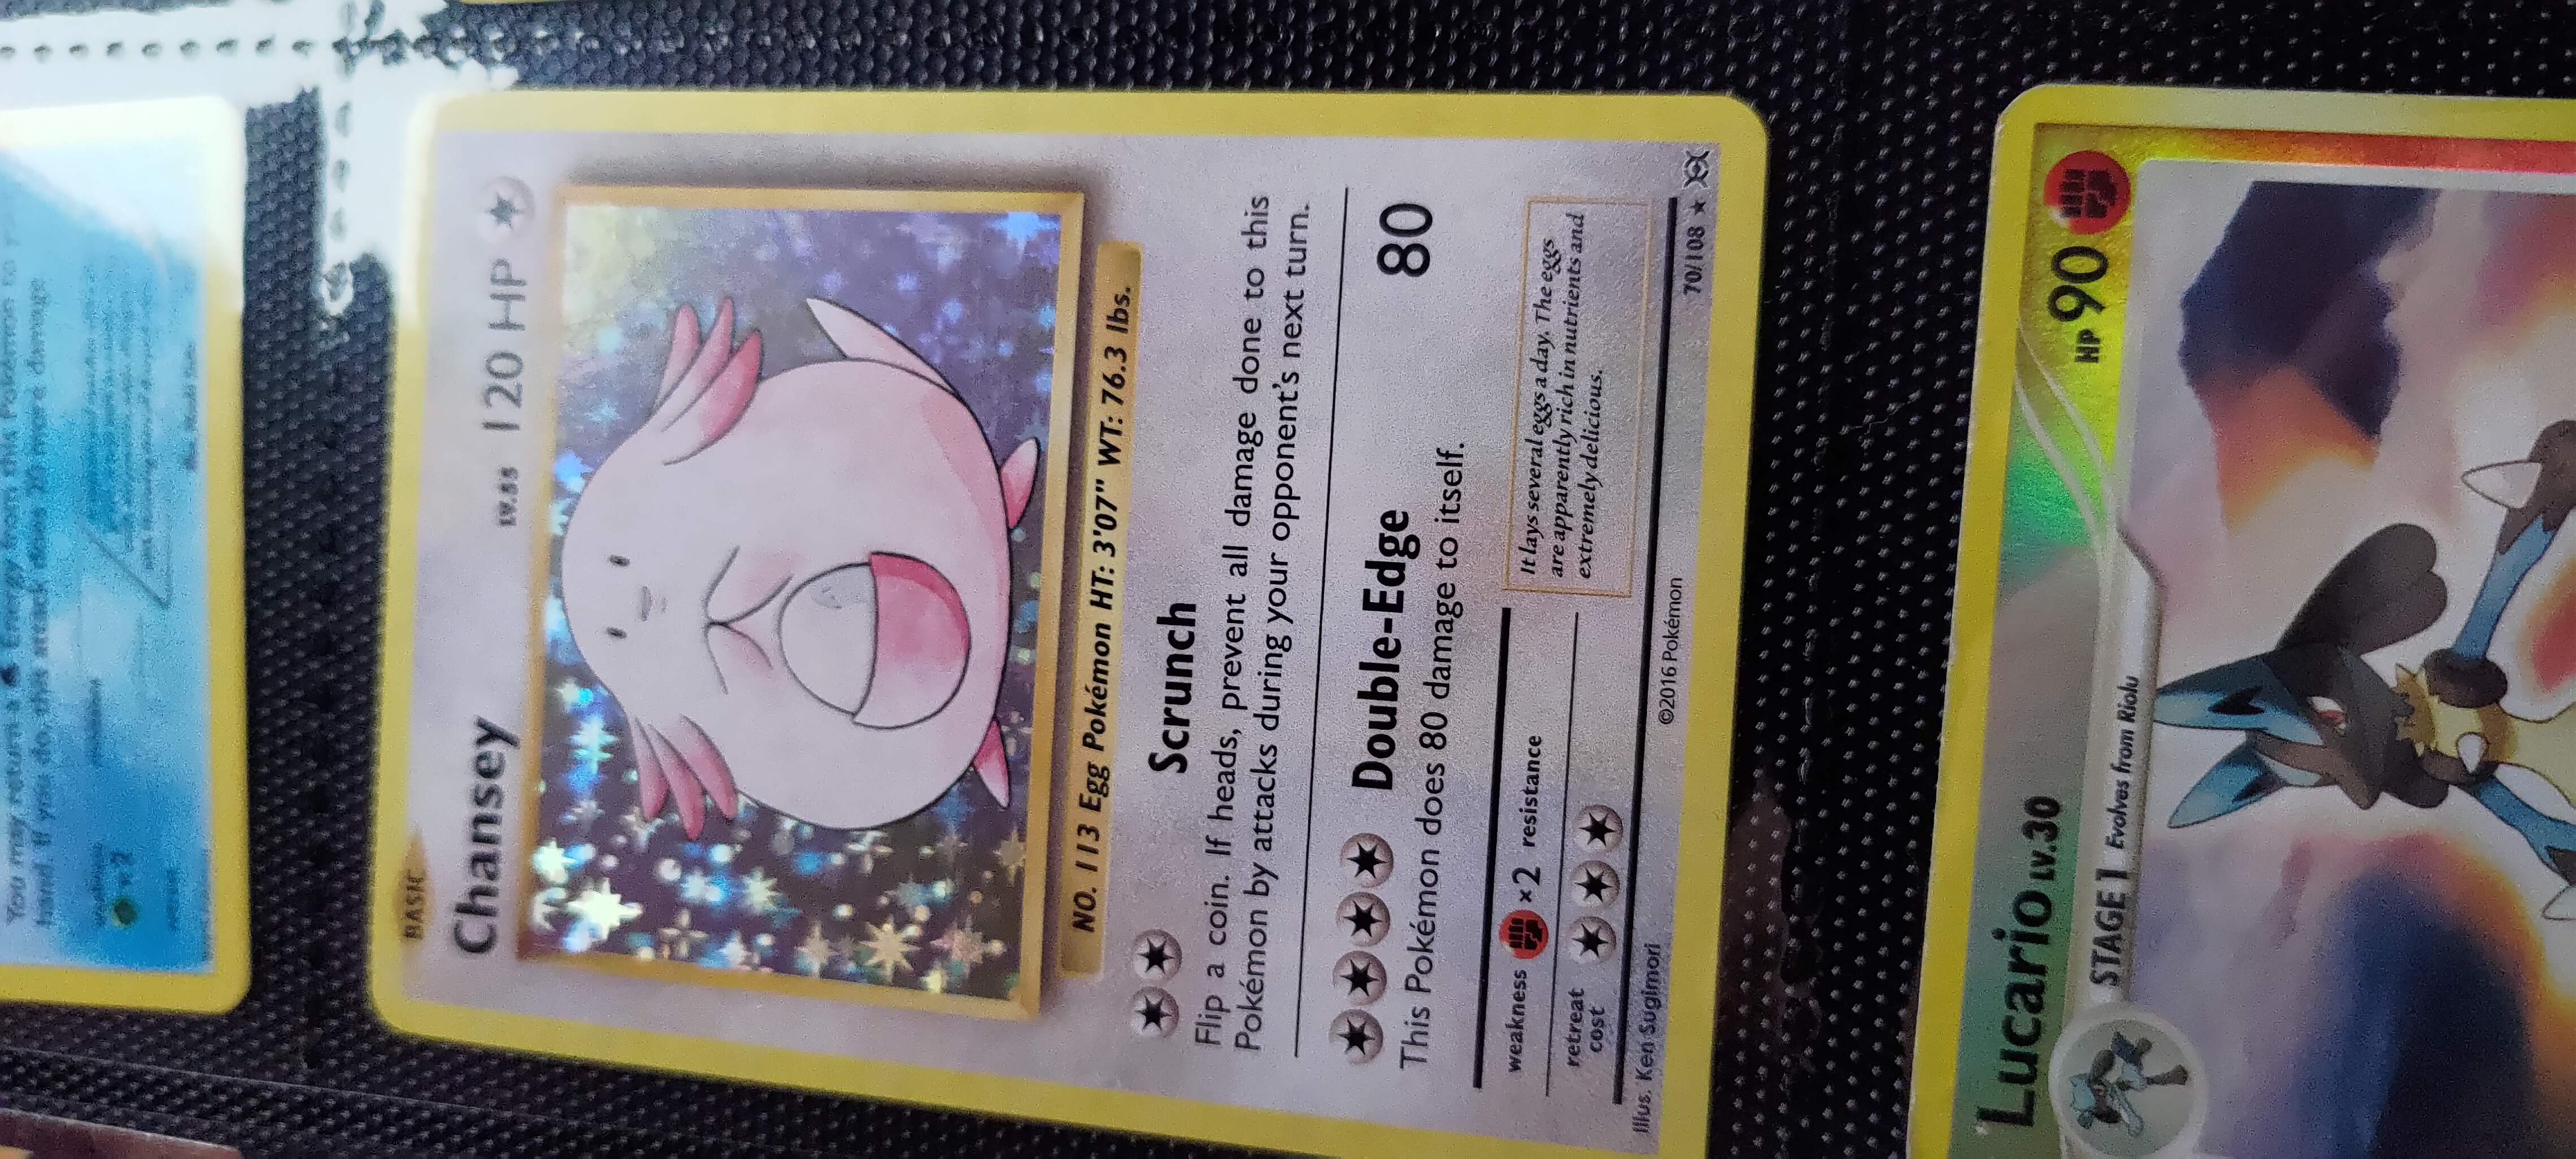 BASIC
Chansey LV.55 120 HP
NO. 113 Egg Pokémon HT: 3'07" WT: 76.3 lbs.
Scrunch
Flip a coin. If heads, prevent all damage done to this
Pokémon by attacks during your opponent's next turn.
Double-Edge 80
This Pokémon does 80 damage to itself.
weakness ×2 resistance
retreat
cost
It lays several eggs a day. The eggs
are apparently rich in nutrients and
extremely delicious.
Illus. Ken Sugimori ©2016 Pokémon 70/108
Lucario LV.30 HP 90
STAGE 1 Evolves from Riolu